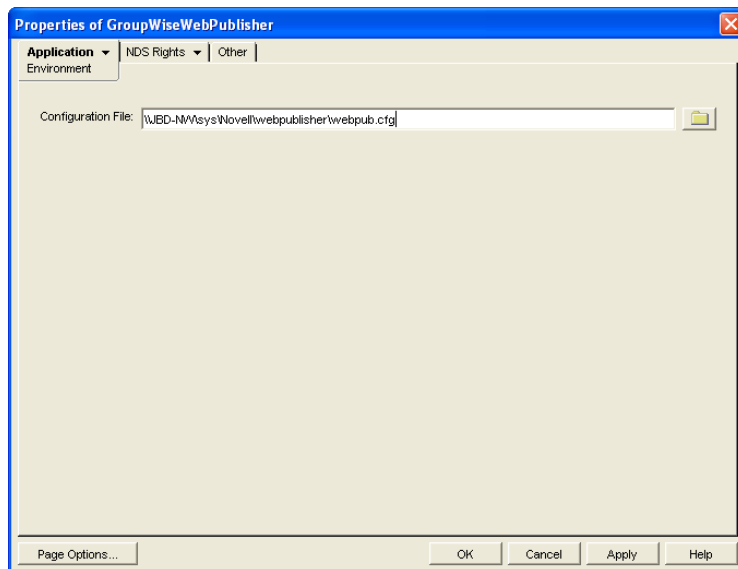 Properties of GroupWiseWebPublisher
Application NDS Rights Other
Environment
Configuration File: \\JBD-NW\sys\Novell\webpublisher\webpub.cfg
Page Options... OK Cancel Apply Help